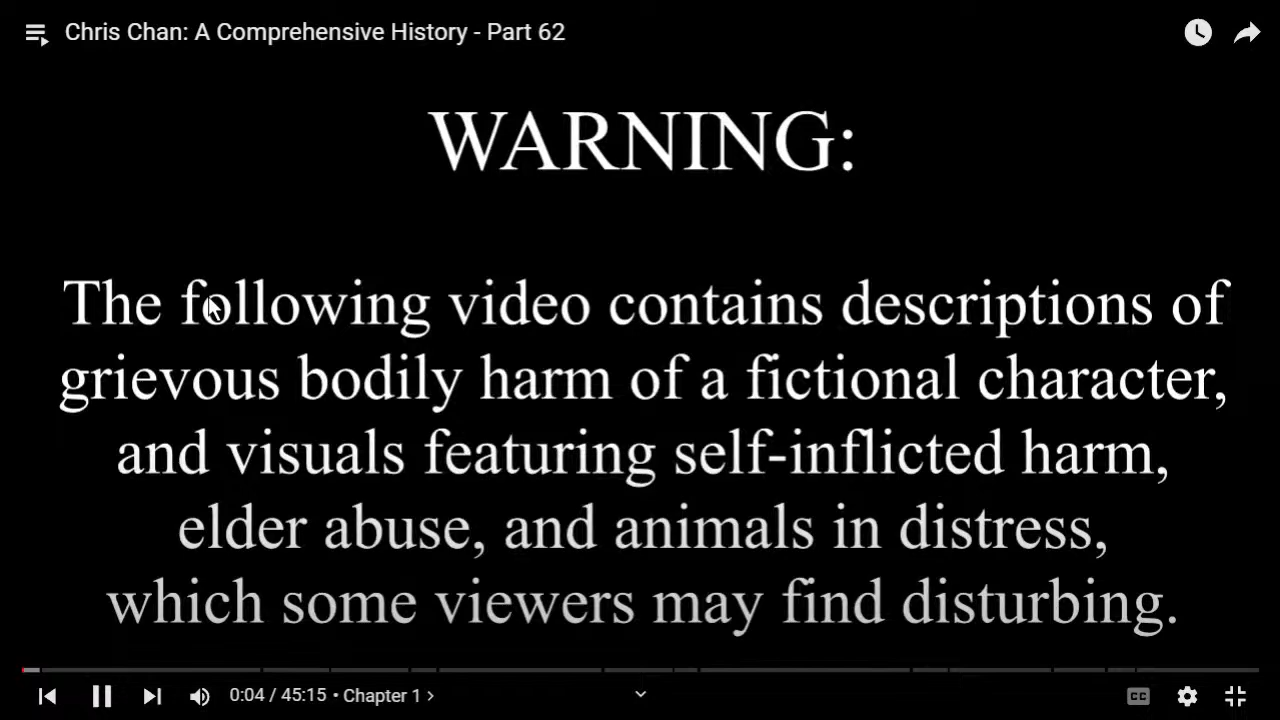 Chris Chan: A Comprehensive History - Part 62
WARNING:
The following video contains descriptions of
grievous bodily harm of a fictional character,
and visuals featuring self-inflicted harm,
elder abuse, and animals in distress,
which some viewers may find disturbing.
0:04 / 45:15 • Chapter 1 >
CC